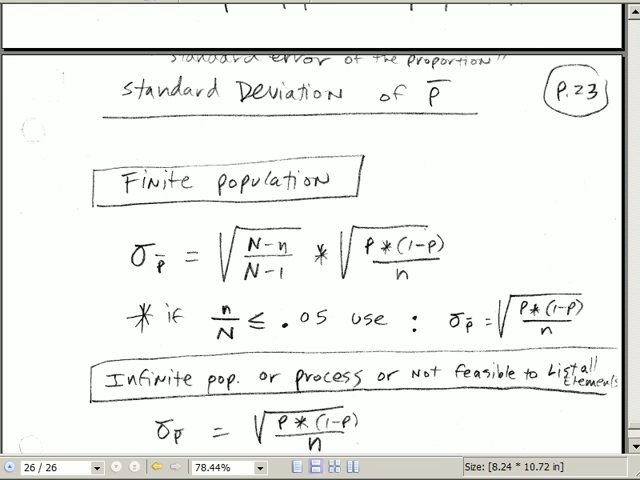 standard error of the proportion"
Standard Deviation of p̅
P.23
Finite population
σp̅ = √(N-n / N-1) * √(P*(1-P) / n)
* if n/N ≤ .05 use : σp̅ = √(P*(1-P) / n)
Infinite pop. or process or Not feasible to List all Elements
σp̅ = √(P*(1-P) / n)
26 / 26
78.44%
Size: [8.24 * 10.72 in]